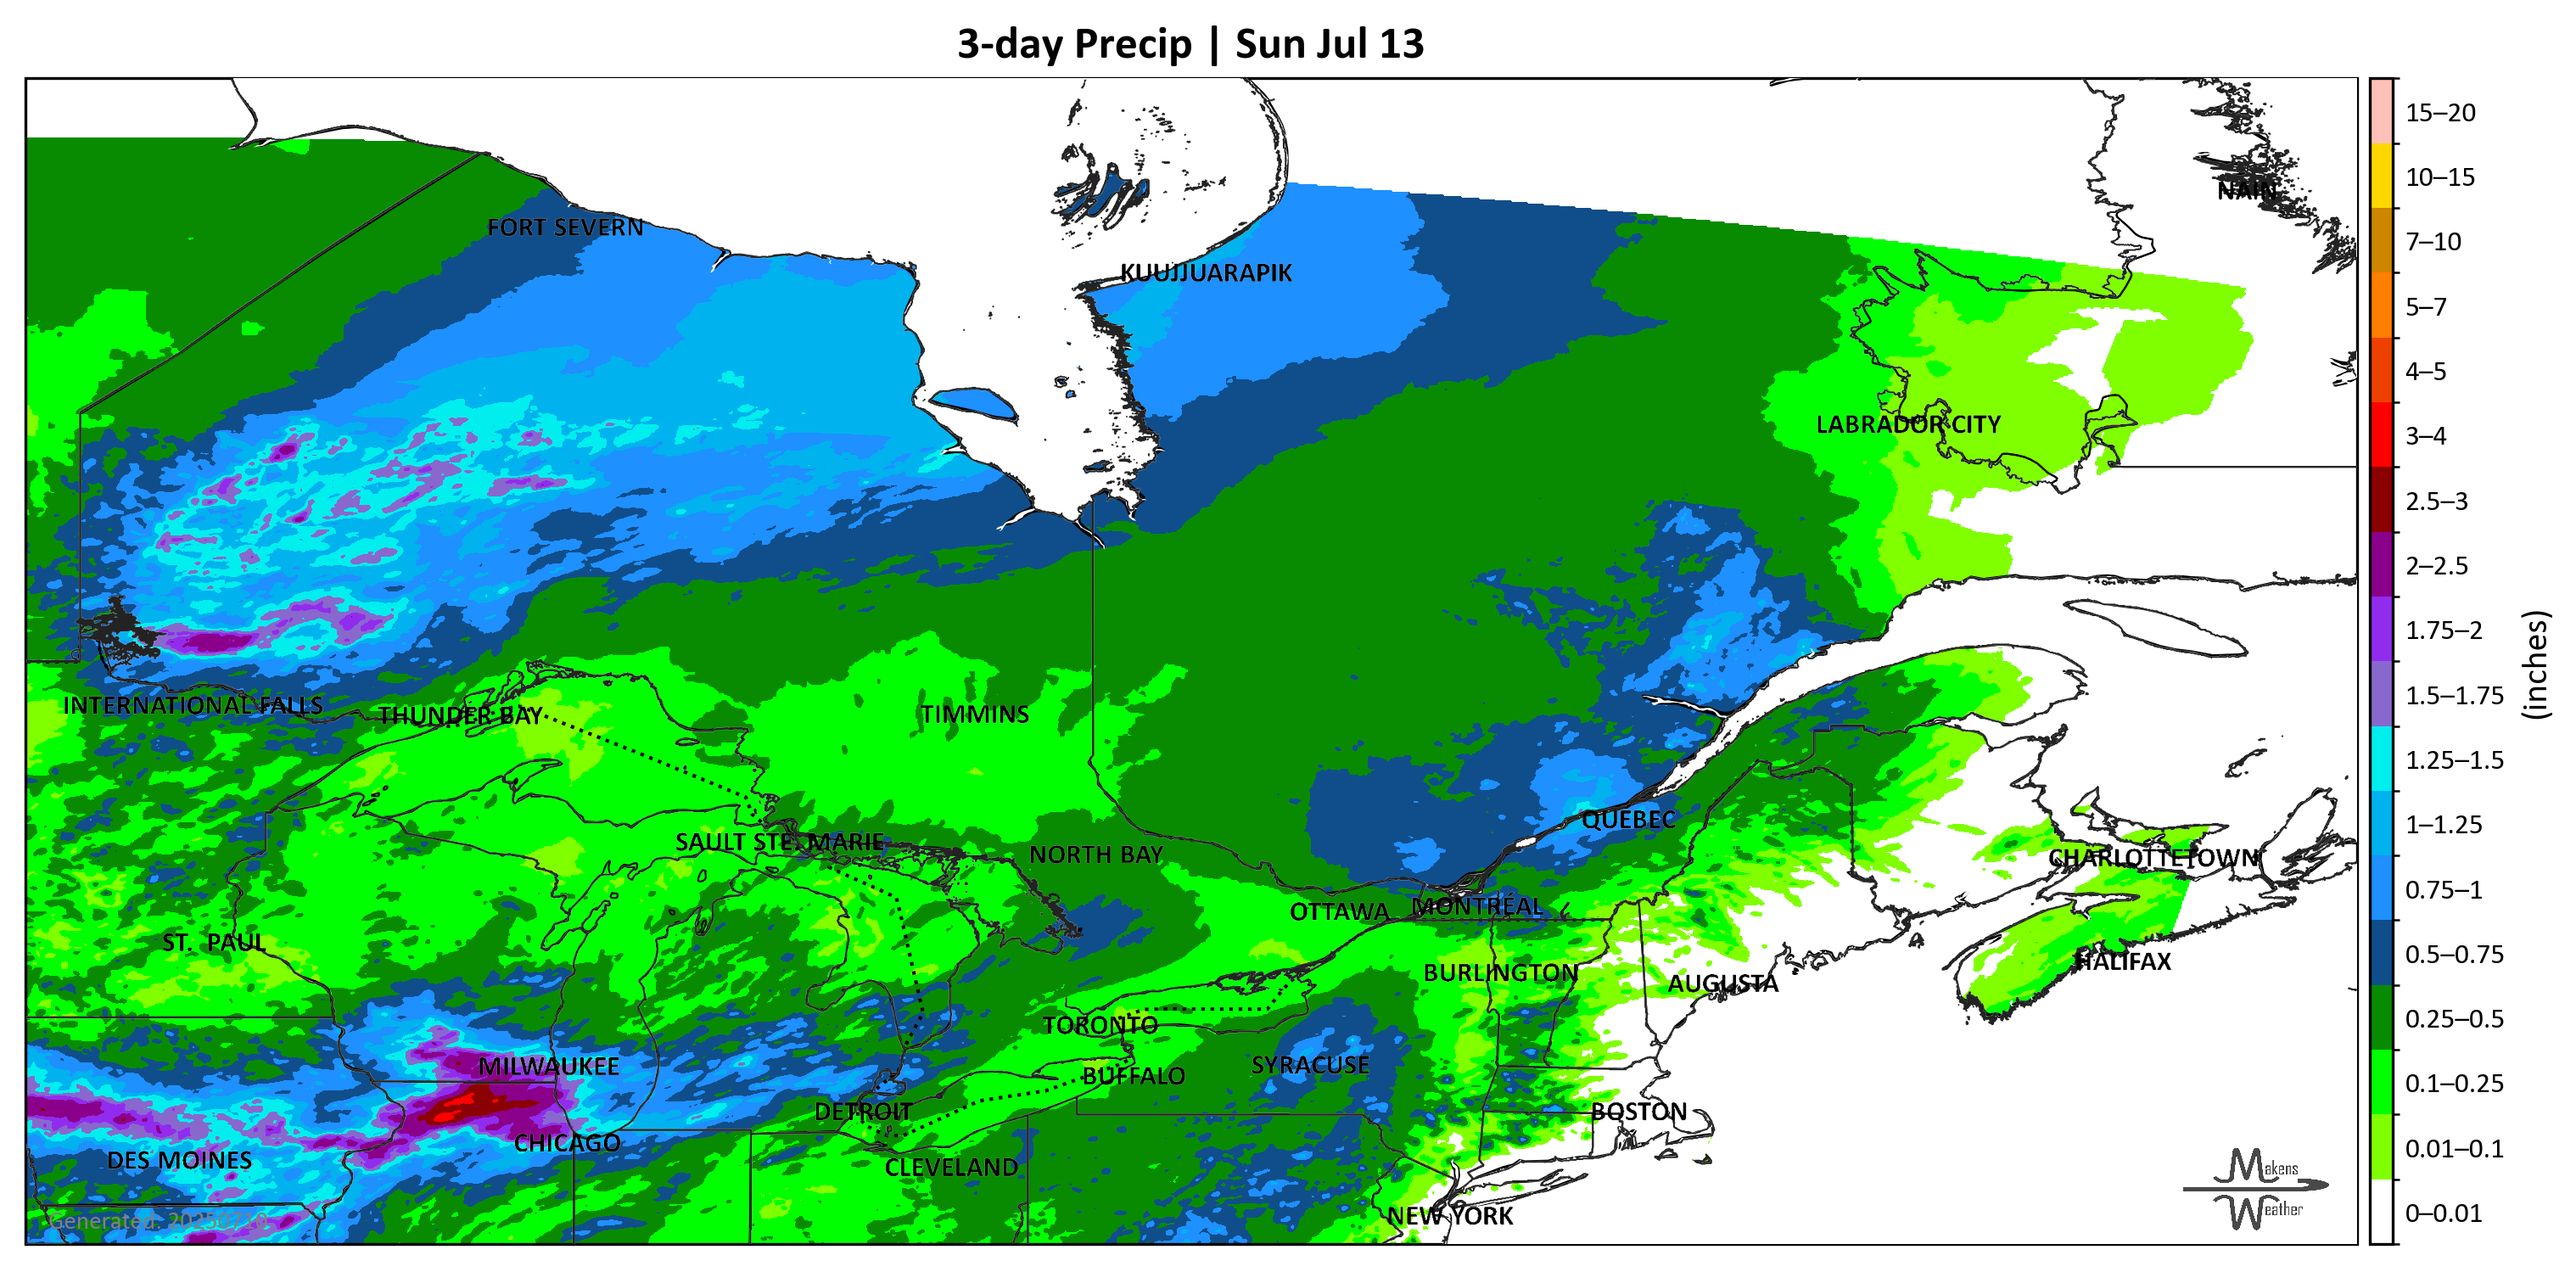 3-day Precip | Sun Jul 13
NAIN
FORT SEVERN
KUUJJUARAPIK
LABRADOR CITY
INTERNATIONAL FALLS
THUNDER BAY
TIMMINS
QUEBEC
SAULT STE. MARIE
NORTH BAY
CHARLOTTETOWN
OTTAWA
MONTRÉAL
ST. PAUL
HALIFAX
BURLINGTON
AUGUSTA
TORONTO
MILWAUKEE
SYRACUSE
BUFFALO
DETROIT
BOSTON
CHICAGO
DES MOINES
CLEVELAND
NEW YORK
Generated: 20250710
Makens
Weather
15–20
10–15
7–10
5–7
4–5
3–4
2.5–3
2–2.5
1.75–2
1.5–1.75
1.25–1.5
1–1.25
0.75–1
0.5–0.75
0.25–0.5
0.1–0.25
0.01–0.1
0–0.01
(inches)